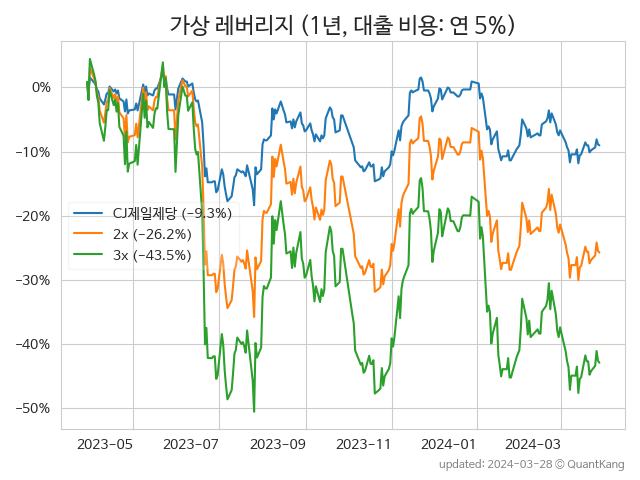 가상 레버리지 (1년, 대출 비용: 연 5%)
0%
−10%
−20%
−30%
−40%
−50%
CJ제일제당 (−9.3%)
2x (−26.2%)
3x (−43.5%)
2023-05
2023-07
2023-09
2023-11
2024-01
2024-03
updated: 2024-03-28 © QuantKang